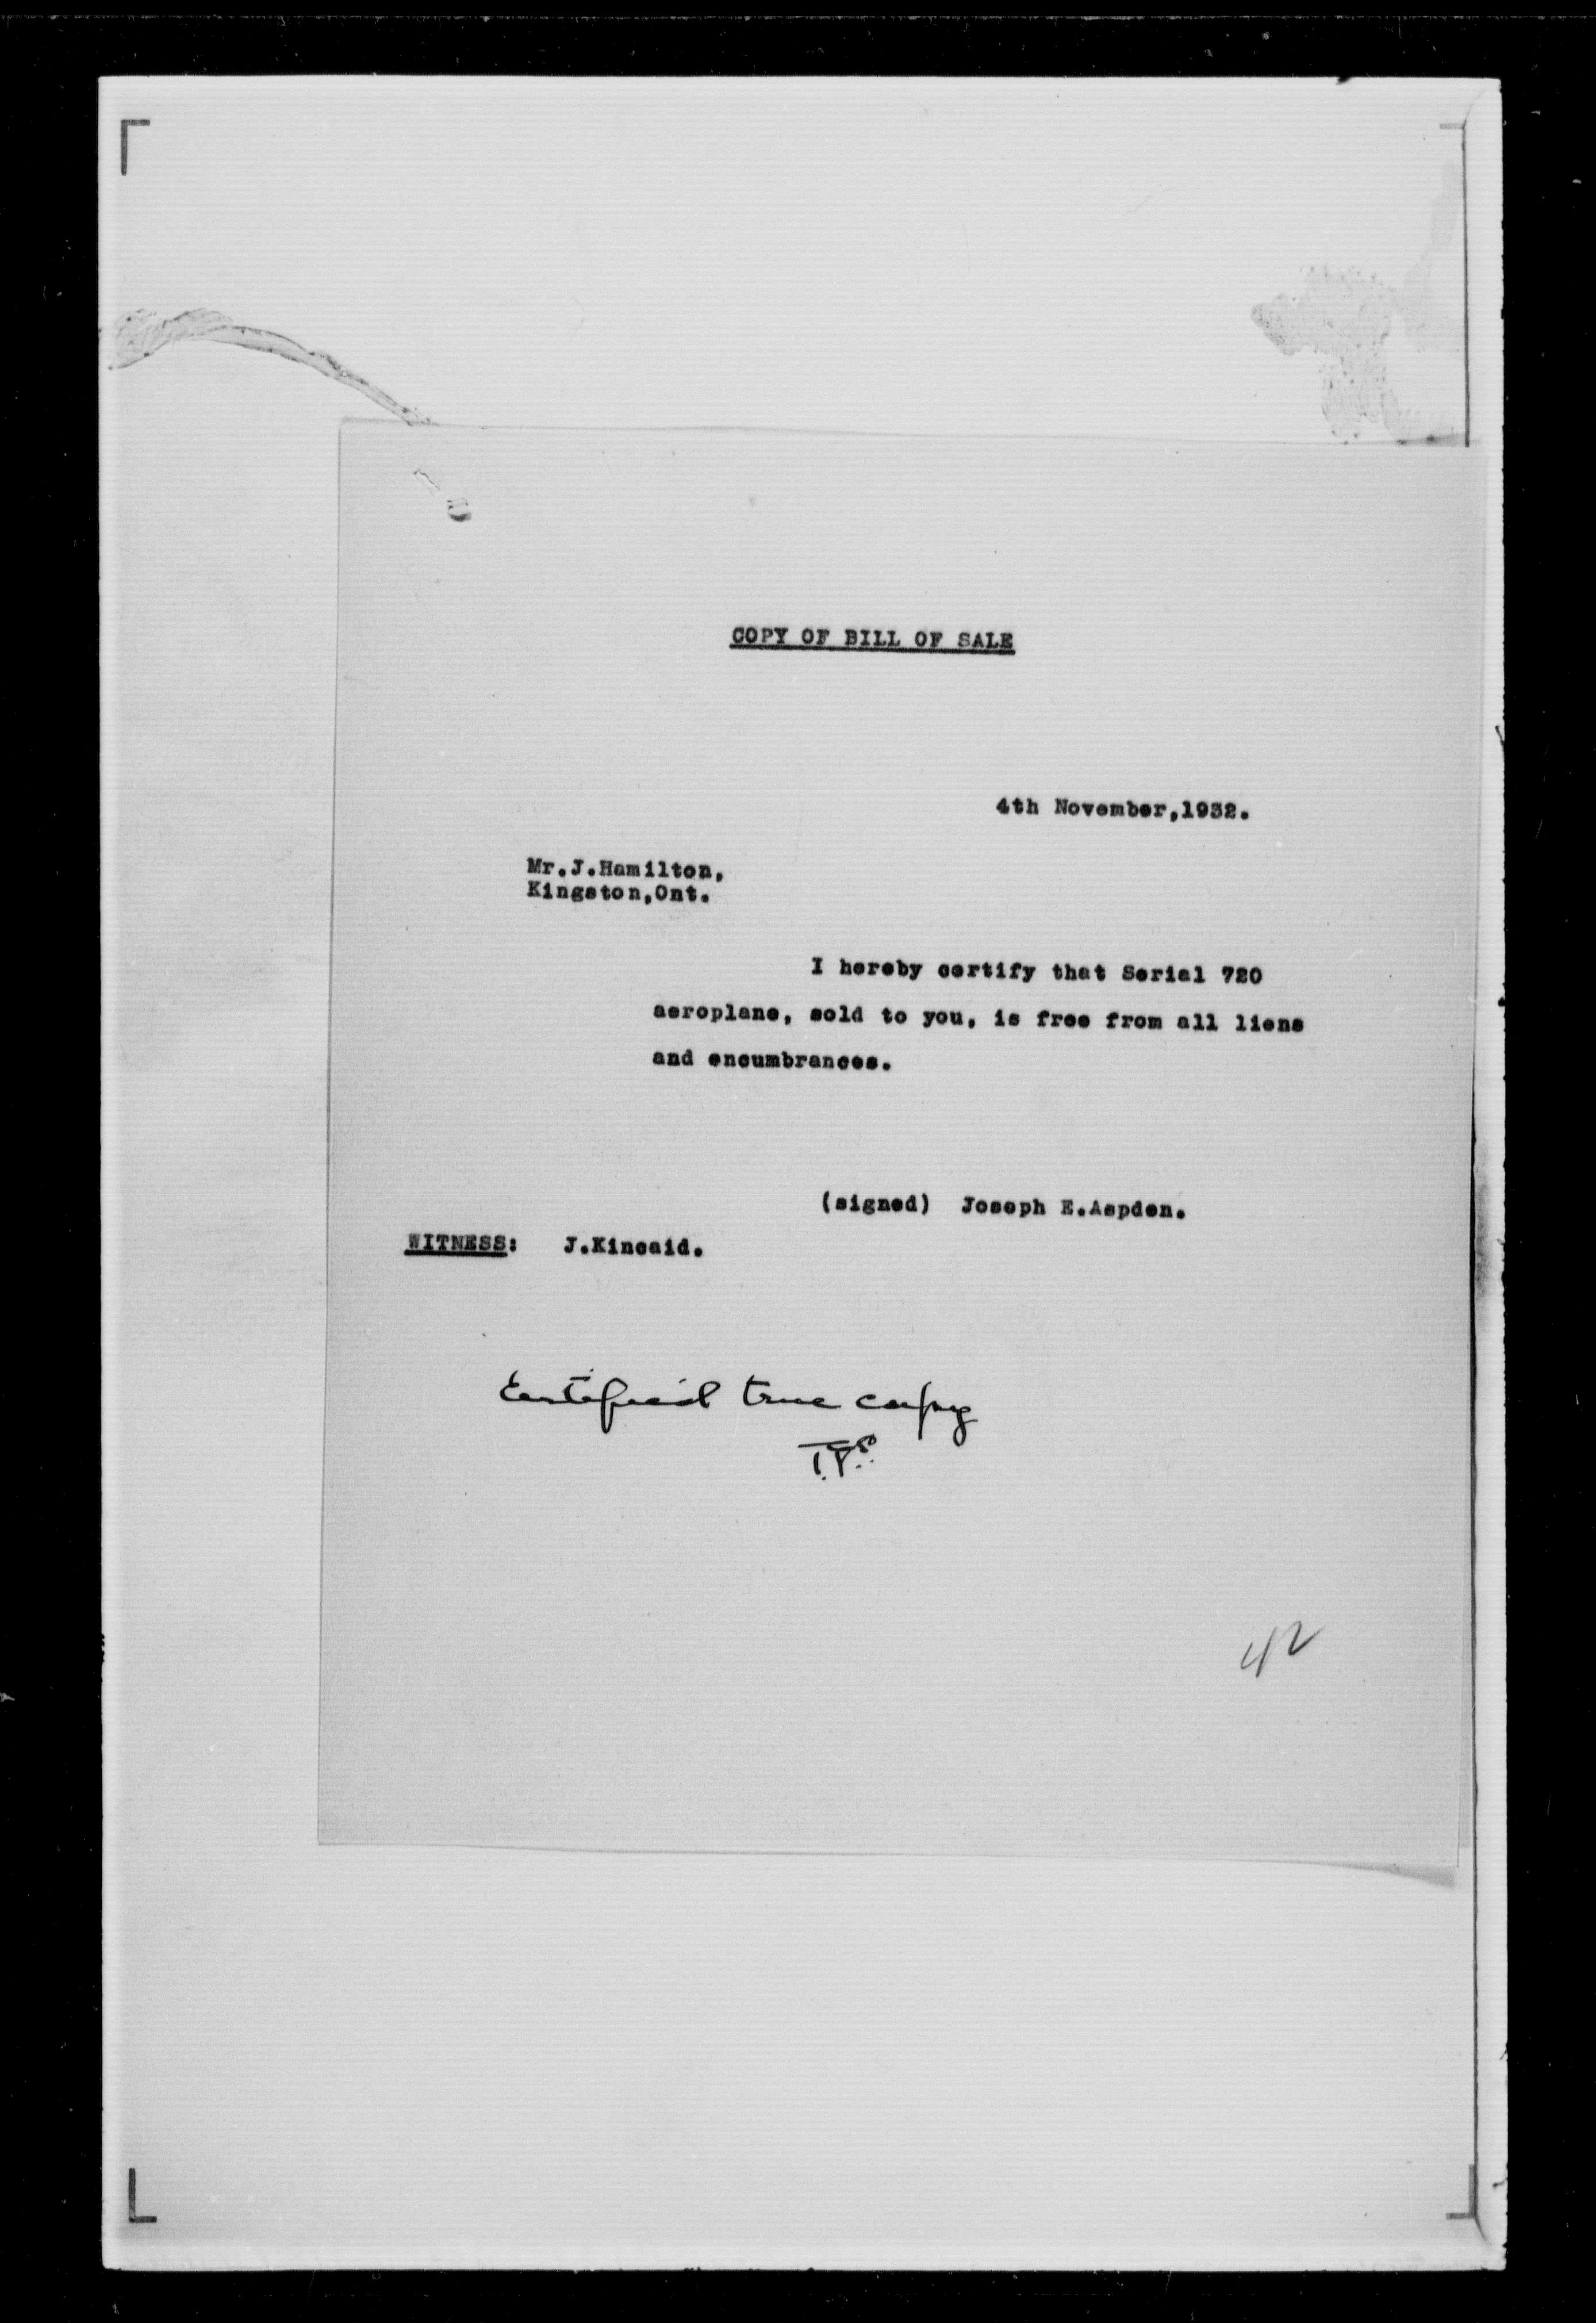 COPY OF BILL OF SALE
4th November,1932.
Mr.J.Hamilton,
Kingston,Ont.
I hereby certify that Serial 720
aeroplane, sold to you, is free from all liens
and encumbrances.
(signed) Joseph E.Aspden.
WITNESS: J.Kincaid.
Certified true copy
42